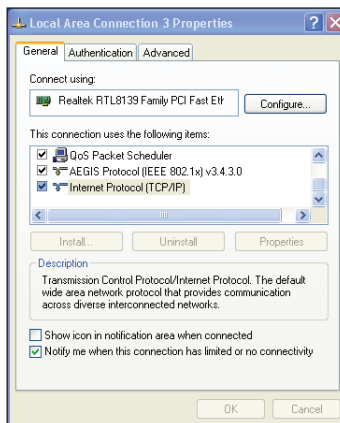 Local Area Connection 3 Properties
General Authentication Advanced
Connect using:
Realtek RTL8139 Family PCI Fast Eth
Configure...
This connection uses the following items:
QoS Packet Scheduler
AEGIS Protocol (IEEE 802.1x) v3.4.3.0
Internet Protocol (TCP/IP)
Install... Uninstall Properties
Description
Transmission Control Protocol/Internet Protocol. The default
wide area network protocol that provides communication
across diverse interconnected networks.
Show icon in notification area when connected
Notify me when this connection has limited or no connectivity
OK Cancel